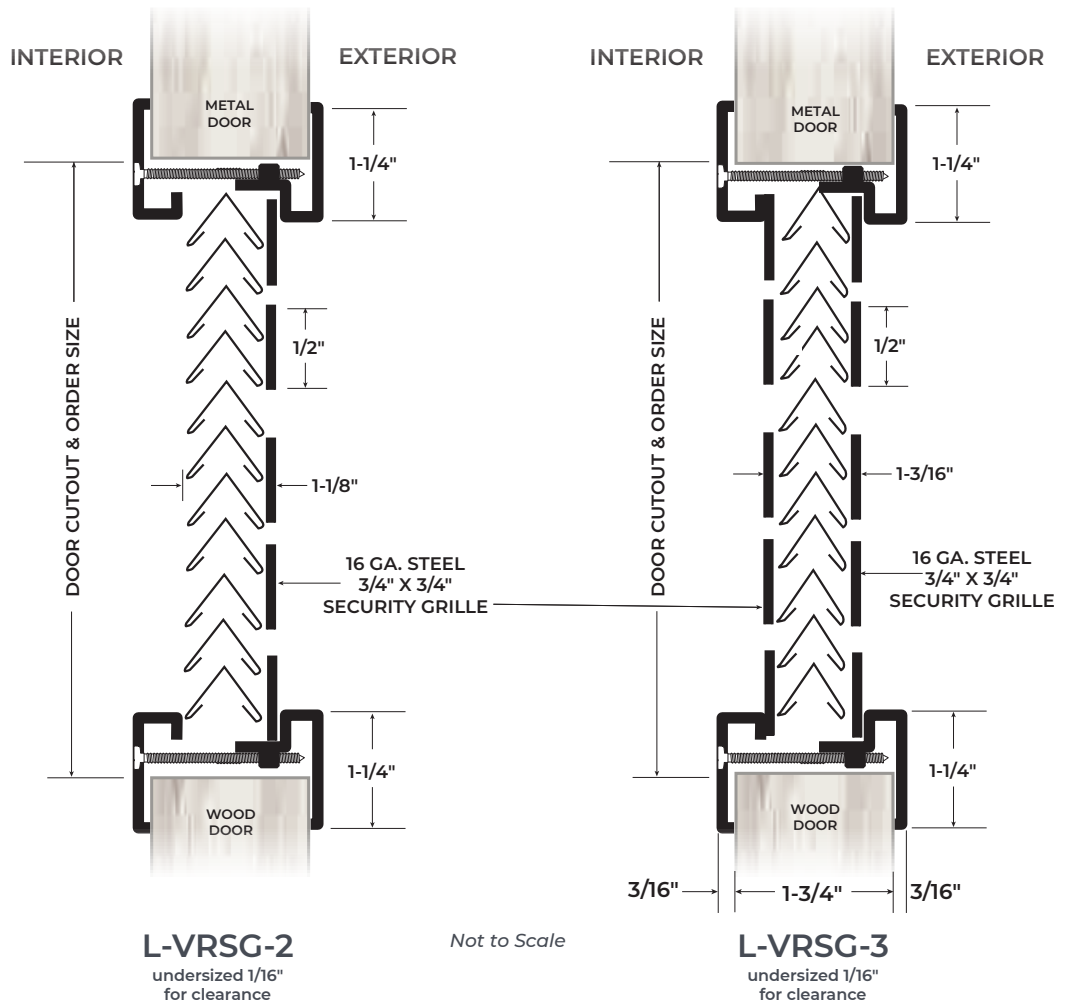 INTERIOR
EXTERIOR
METAL
DOOR
1-1/4"
DOOR CUTOUT & ORDER SIZE
1/2"
1-1/8"
16 GA. STEEL
3/4" X 3/4"
SECURITY GRILLE
1-1/4"
WOOD
DOOR
L-VRSG-2
undersized 1/16"
for clearance
Not to Scale
INTERIOR
EXTERIOR
METAL
DOOR
1-1/4"
DOOR CUTOUT & ORDER SIZE
1/2"
1-3/16"
16 GA. STEEL
3/4" X 3/4"
SECURITY GRILLE
1-1/4"
WOOD
DOOR
3/16"
1-3/4"
3/16"
L-VRSG-3
undersized 1/16"
for clearance